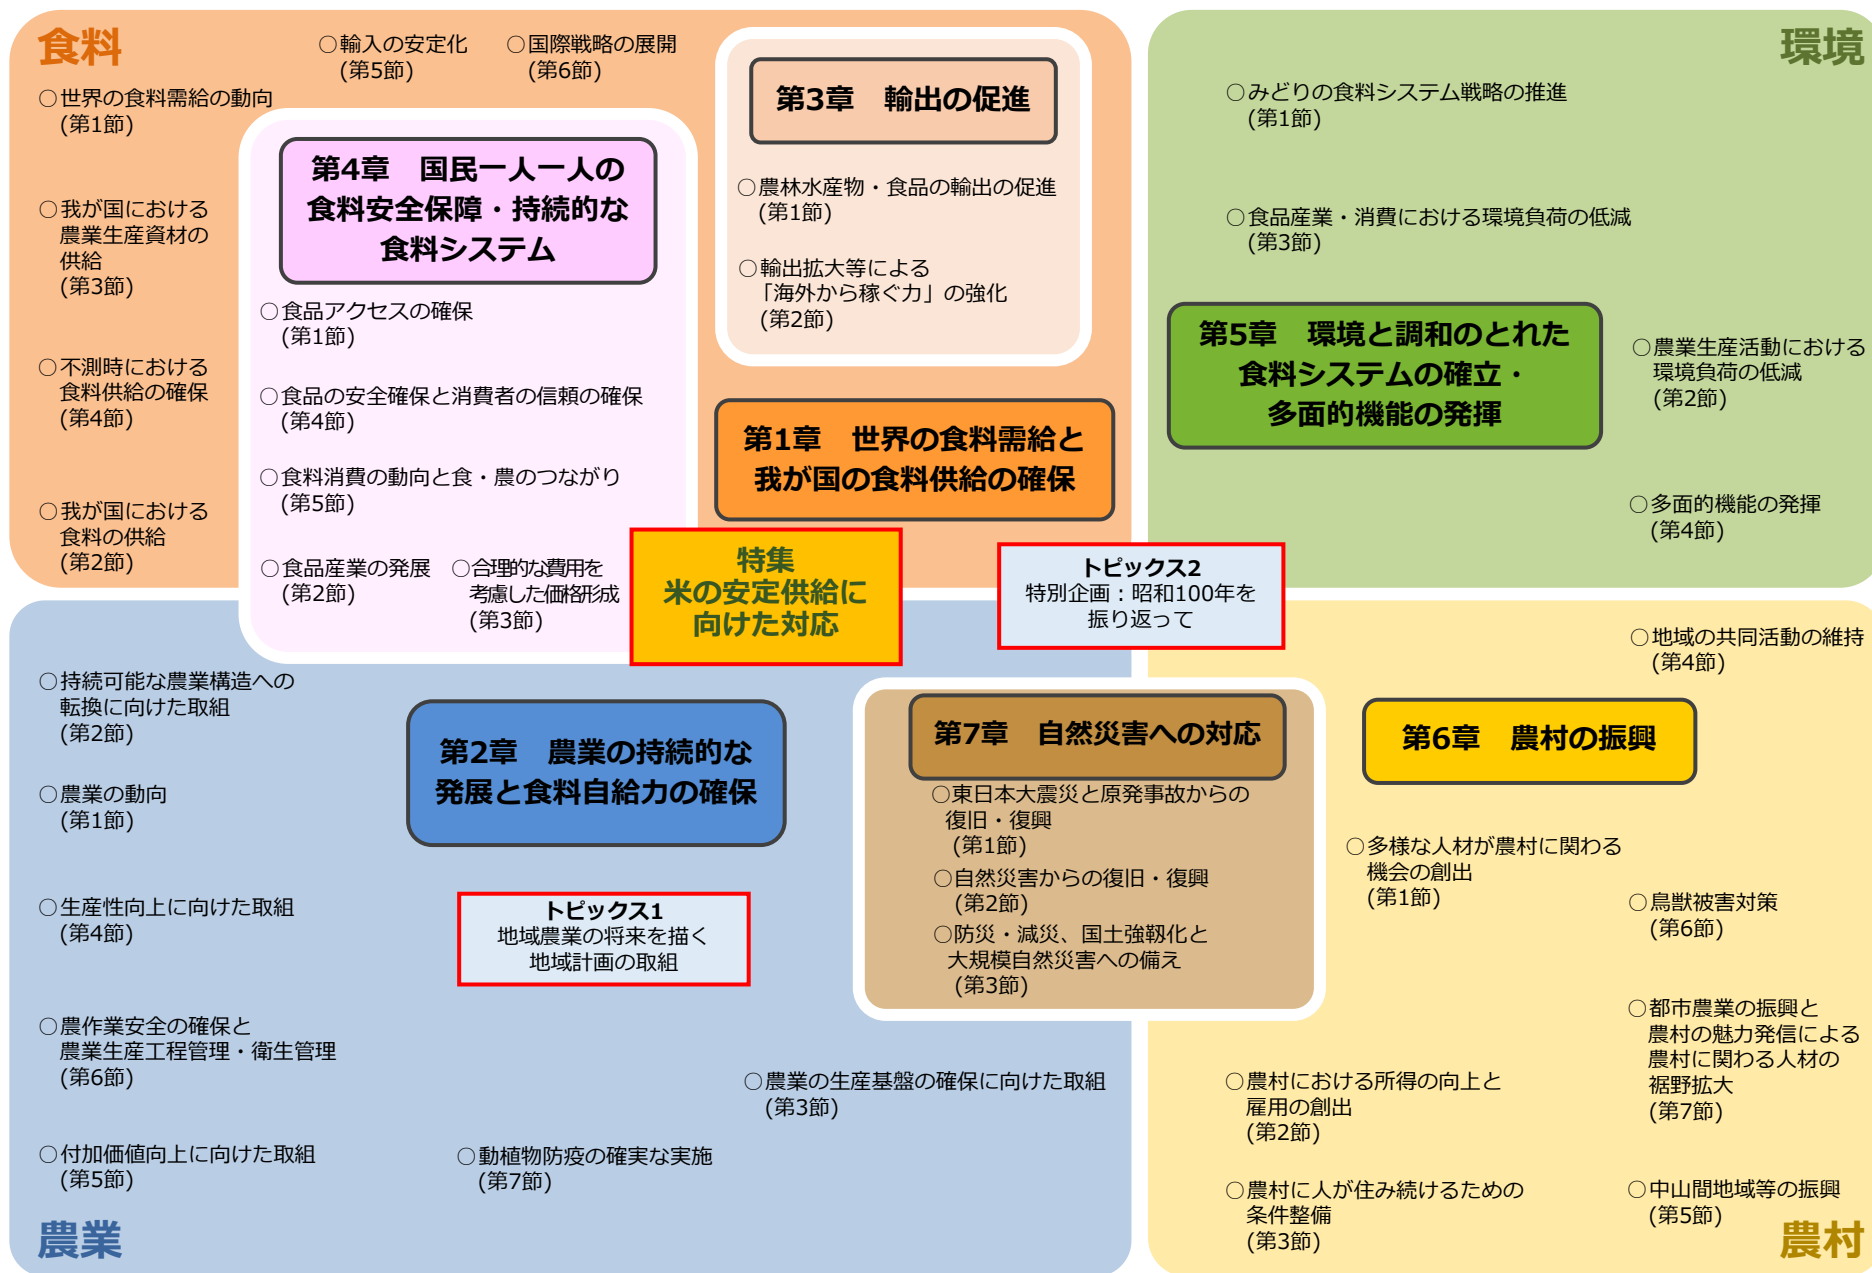 食料
○輸入の安定化
(第5節)
○国際戦略の展開
(第6節)
○世界の食料需給の動向
(第1節)
○我が国における
農業生産資材の
供給
(第3節)
○不測時における
食料供給の確保
(第4節)
○我が国における
食料の供給
(第2節)
第4章　国民一人一人の
食料安全保障・持続的な
食料システム
○食品アクセスの確保
(第1節)
○食品の安全確保と消費者の信頼の確保
(第4節)
○食料消費の動向と食・農のつながり
(第5節)
○食品産業の発展
(第2節)
○合理的な費用を
考慮した価格形成
(第3節)
第3章　輸出の促進
○農林水産物・食品の輸出の促進
(第1節)
○輸出拡大等による
「海外から稼ぐ力」の強化
(第2節)
第1章　世界の食料需給と
我が国の食料供給の確保
特集
米の安定供給に
向けた対応
トピックス2
特別企画：昭和100年を
振り返って
環境
○みどりの食料システム戦略の推進
(第1節)
○食品産業・消費における環境負荷の低減
(第3節)
第5章　環境と調和のとれた
食料システムの確立・
多面的機能の発揮
○農業生産活動における
環境負荷の低減
(第2節)
○多面的機能の発揮
(第4節)
○持続可能な農業構造への
転換に向けた取組
(第2節)
○農業の動向
(第1節)
○生産性向上に向けた取組
(第4節)
○農作業安全の確保と
農業生産工程管理・衛生管理
(第6節)
○付加価値向上に向けた取組
(第5節)
農業
第2章　農業の持続的な
発展と食料自給力の確保
トピックス1
地域農業の将来を描く
地域計画の取組
○動植物防疫の確実な実施
(第7節)
○農業の生産基盤の確保に向けた取組
(第3節)
第7章　自然災害への対応
○東日本大震災と原発事故からの
復旧・復興
(第1節)
○自然災害からの復旧・復興
(第2節)
○防災・減災、国土強靱化と
大規模自然災害への備え
(第3節)
○地域の共同活動の維持
(第4節)
第6章　農村の振興
○多様な人材が農村に関わる
機会の創出
(第1節)
○鳥獣被害対策
(第6節)
○都市農業の振興と
農村の魅力発信による
農村に関わる人材の
裾野拡大
(第7節)
○農村における所得の向上と
雇用の創出
(第2節)
○農村に人が住み続けるための
条件整備
(第3節)
○中山間地域等の振興
(第5節)
農村